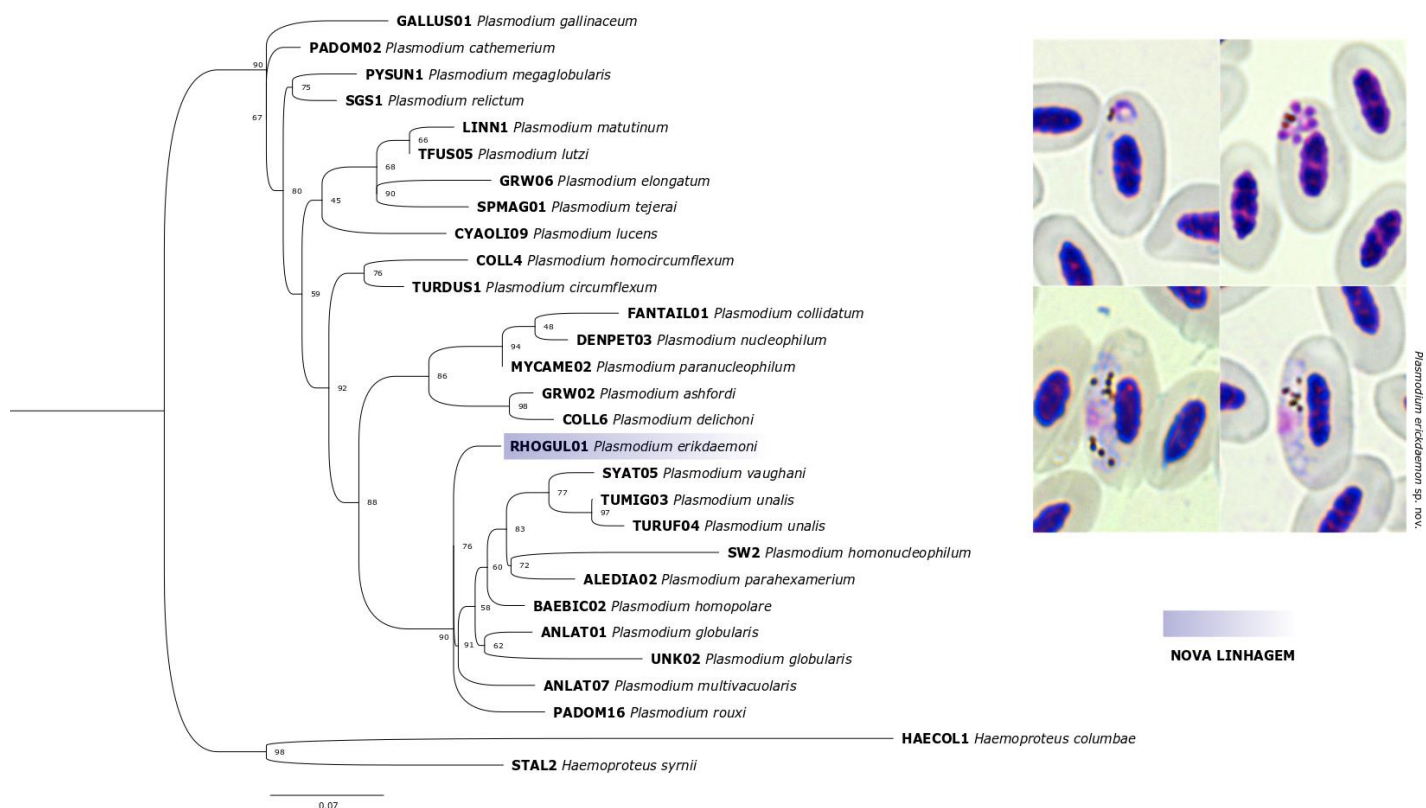 GALLUS01 Plasmodium gallinaceum
PADOM02 Plasmodium cathemerium
90
PYSUN1 Plasmodium megaglobularis
75
SGS1 Plasmodium relictum
67
LINN1 Plasmodium matutinum
66
TFUS05 Plasmodium lutzi
68
GRW06 Plasmodium elongatum
80
90
45
SPMAG01 Plasmodium tejerai
CYAOLI09 Plasmodium lucens
COLL4 Plasmodium homocircumflexum
76
TURDUS1 Plasmodium circumflexum
59
FANTAIL01 Plasmodium collidatum
48
DENPET03 Plasmodium nucleophilum
94
MYCAME02 Plasmodium paranucleophilum
86
92
GRW02 Plasmodium ashfordi
98
COLL6 Plasmodium delichoni
RHOGUL01 Plasmodium erikdaemoni
SYAT05 Plasmodium vaughani
77
88
TUMIG03 Plasmodium unalis
97
TURUF04 Plasmodium unalis
83
76
SW2 Plasmodium homonucleophilum
60
72
ALEDIA02 Plasmodium parahexamerium
58
BAEBIC02 Plasmodium homopolare
ANLAT01 Plasmodium globularis
90
91
62
UNK02 Plasmodium globularis
ANLAT07 Plasmodium multivacuolaris
PADOM16 Plasmodium rouxi
HAECOL1 Haemoproteus columbae
98
STAL2 Haemoproteus syrnii
0.07
Plasmodium erickdaemon sp. nov.
NOVA LINHAGEM